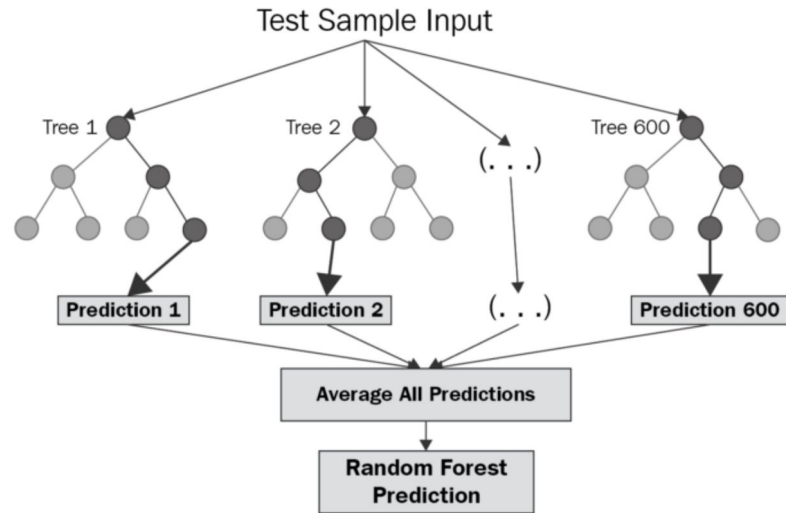 Test Sample Input
Tree 1
Tree 2
Tree 600
(. . .)
Prediction 1
Prediction 2
(. . .)
Prediction 600
Average All Predictions
Random Forest
Prediction